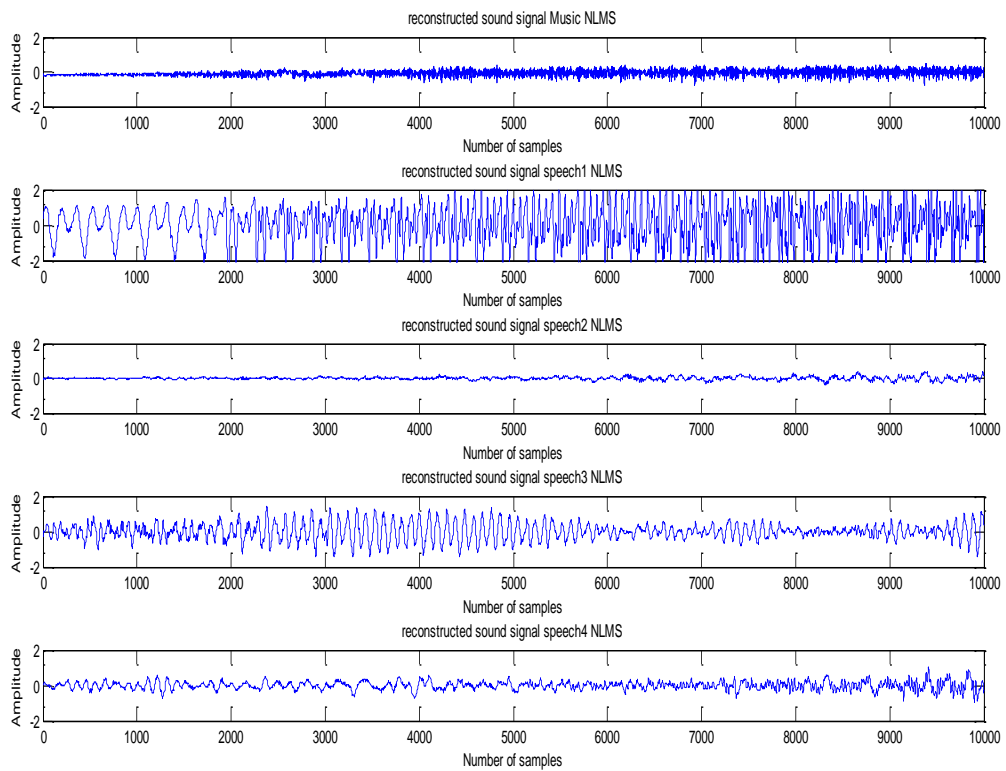 reconstructed sound signal Music NLMS
2
0
-2
Amplitude
0 1000 2000 3000 4000 5000 6000 7000 8000 9000 10000
Number of samples
reconstructed sound signal speech1 NLMS
2
0
-2
Amplitude
0 1000 2000 3000 4000 5000 6000 7000 8000 9000 10000
Number of samples
reconstructed sound signal speech2 NLMS
2
0
-2
Amplitude
0 1000 2000 3000 4000 5000 6000 7000 8000 9000 10000
Number of samples
reconstructed sound signal speech3 NLMS
2
0
-2
Amplitude
0 1000 2000 3000 4000 5000 6000 7000 8000 9000 10000
Number of samples
reconstructed sound signal speech4 NLMS
2
0
-2
Amplitude
0 1000 2000 3000 4000 5000 6000 7000 8000 9000 10000
Number of samples